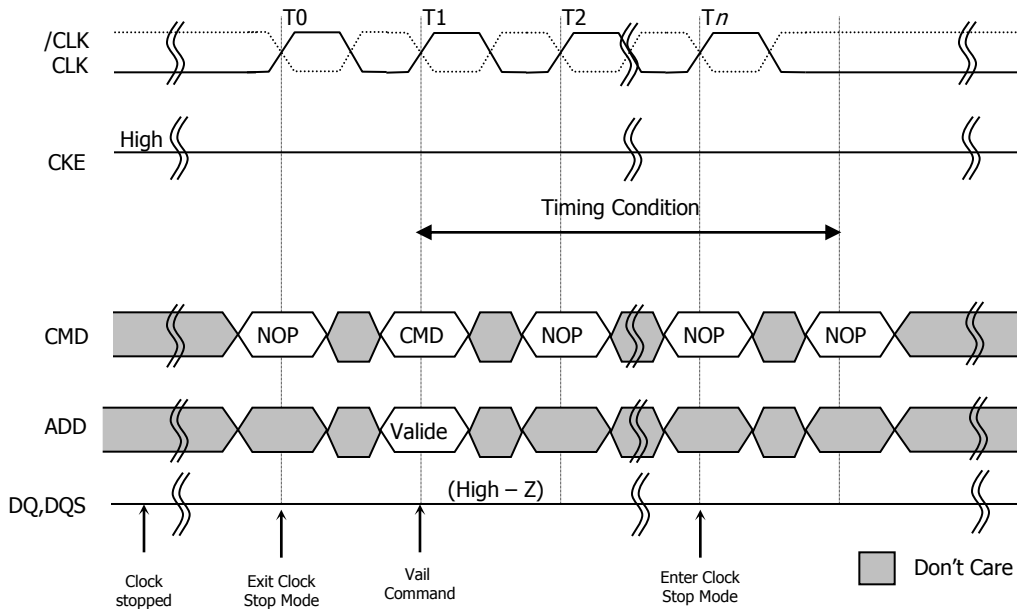 T0 T1 T2 Tn
/CLK
CLK
High
CKE
Timing Condition
CMD NOP CMD NOP NOP NOP
ADD Valide
(High – Z)
DQ,DQS
Clock stopped
Exit Clock Stop Mode
Vail Command
Enter Clock Stop Mode
Don't Care